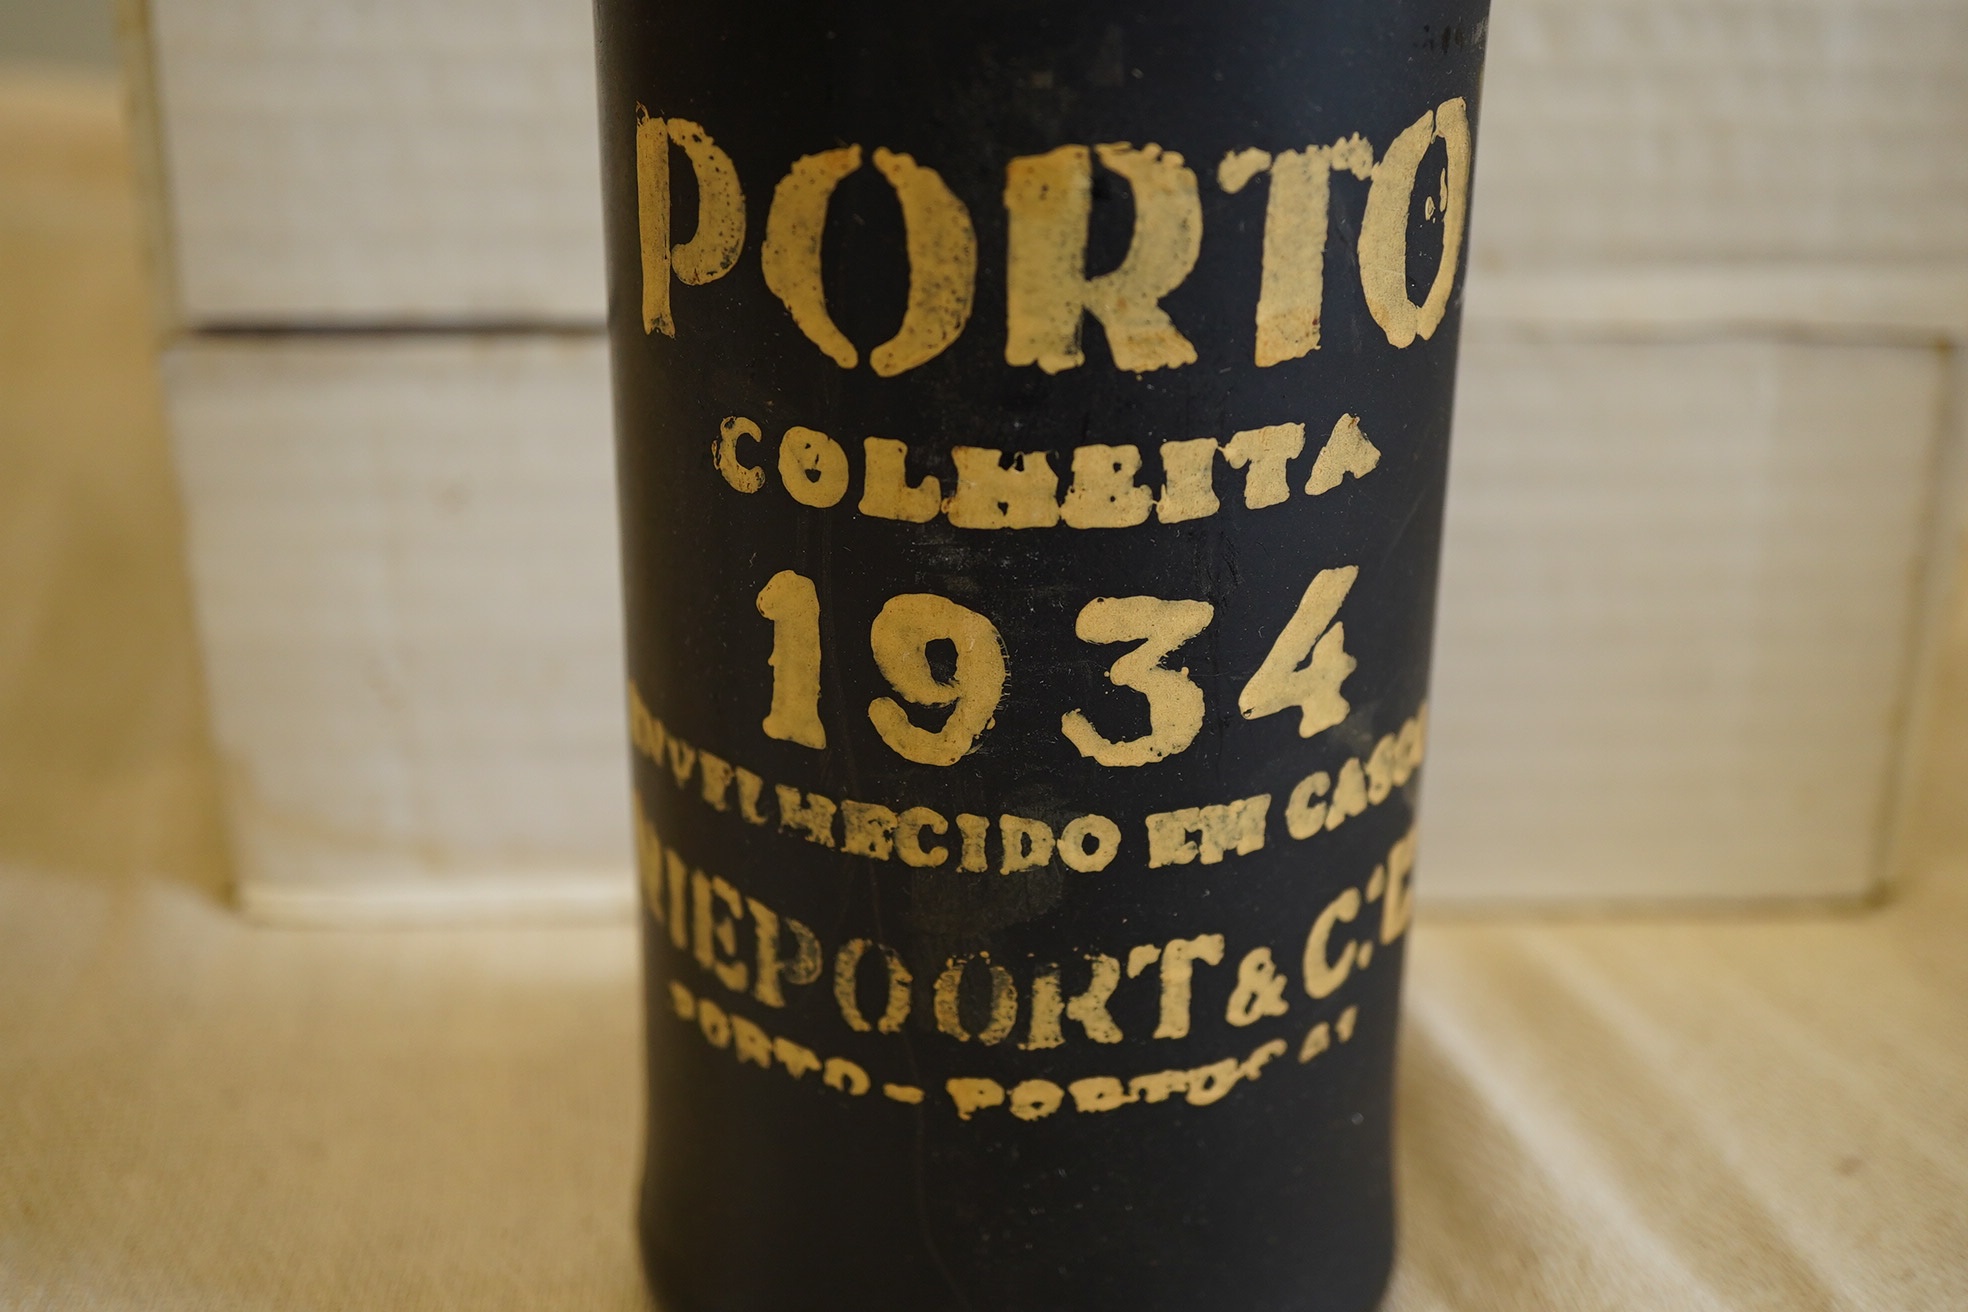 PORTO
COLHEITA
1934
ENVELHECIDO EM CASCO
NIEPOORT & C.
PORTO - PORTUGAL